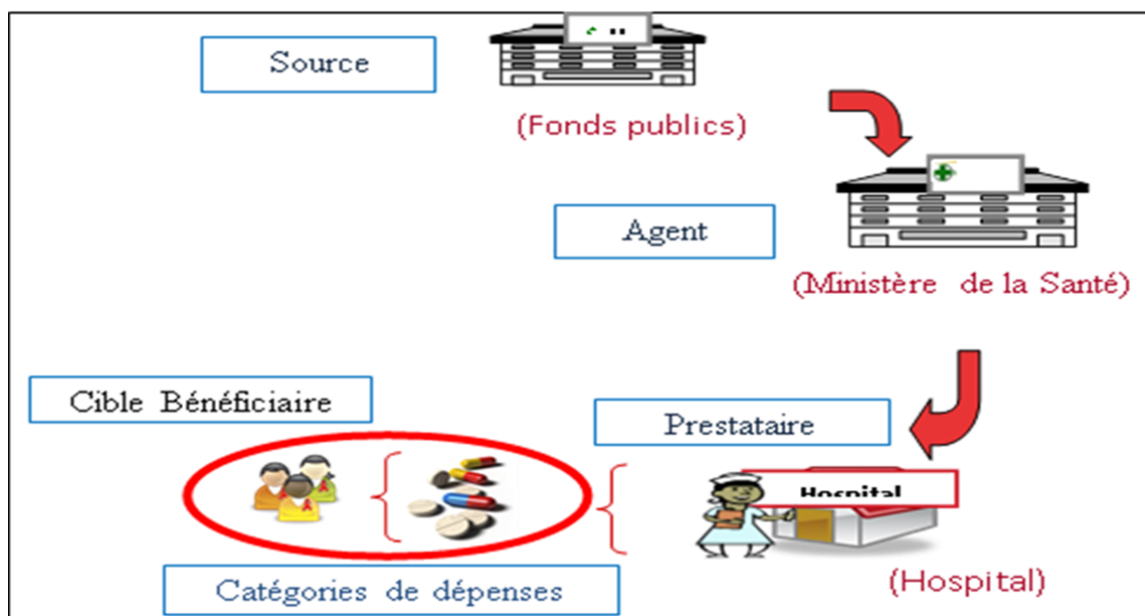 Source
(Fonds publics)
Agent
(Ministère de la Santé)
Cible Bénéficiaire
Prestataire
Hospital
Catégories de dépenses
(Hospital)